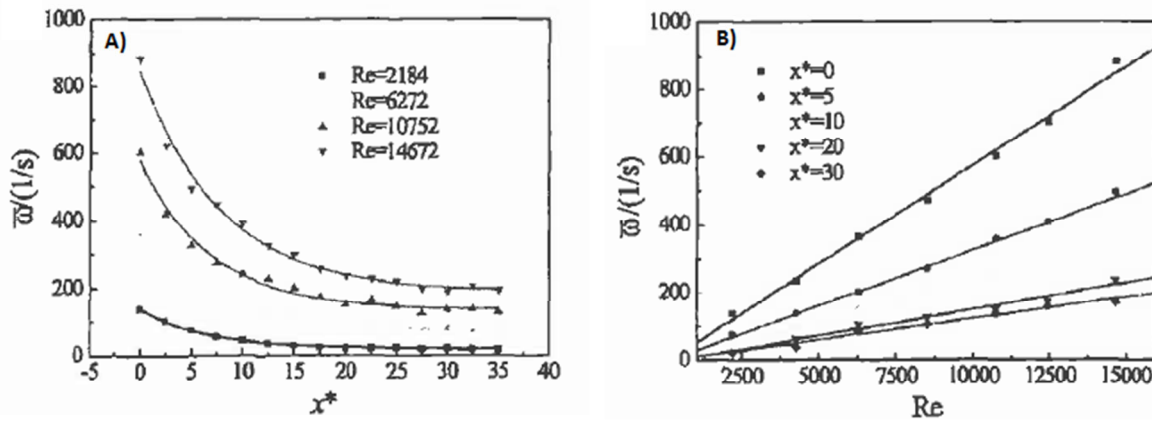 A)
1000
800
600
400
200
0
ω̅/(1/s)
Re=2184
Re=6272
Re=10752
Re=14672
-5 0 5 10 15 20 25 30 35 40
x*
B)
1000
800
600
400
200
0
ω̅/(1/s)
x*=0
x*=5
x*=10
x*=20
x*=30
2500 5000 7500 10000 12500 15000
Re